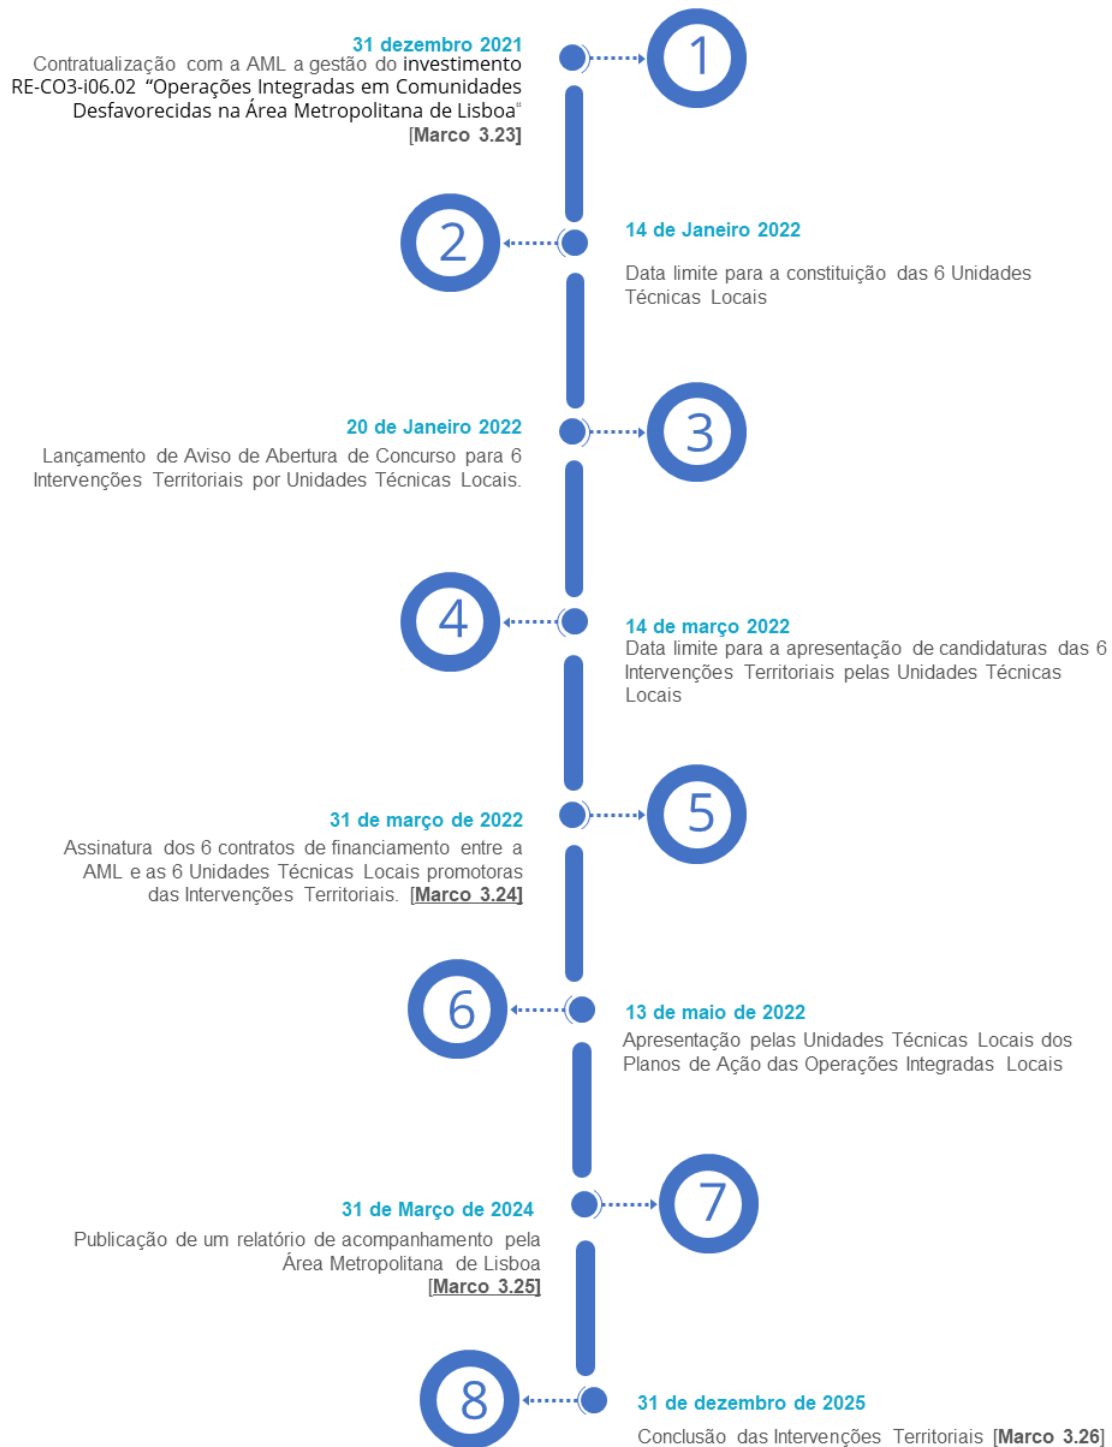 31 dezembro 2021
1
Contratualização com a AML a gestão do investimento
RE-CO3-i06.02 “Operações Integradas em Comunidades
Desfavorecidas na Área Metropolitana de Lisboa“
[Marco 3.23]
2
14 de Janeiro 2022
Data limite para a constituição das 6 Unidades
Técnicas Locais
20 de Janeiro 2022
3
Lançamento de Aviso de Abertura de Concurso para 6
Intervenções Territoriais por Unidades Técnicas Locais.
4
14 de março 2022
Data limite para a apresentação de candidaturas das 6
Intervenções Territoriais pelas Unidades Técnicas
Locais
31 de março de 2022
5
Assinatura dos 6 contratos de financiamento entre a
AML e as 6 Unidades Técnicas Locais promotoras
das Intervenções Territoriais. [Marco 3.24]
6
13 de maio de 2022
Apresentação pelas Unidades Técnicas Locais dos
Planos de Ação das Operações Integradas Locais
31 de Março de 2024
7
Publicação de um relatório de acompanhamento pela
Área Metropolitana de Lisboa
[Marco 3.25]
8
31 de dezembro de 2025
Conclusão das Intervenções Territoriais [Marco 3.26]